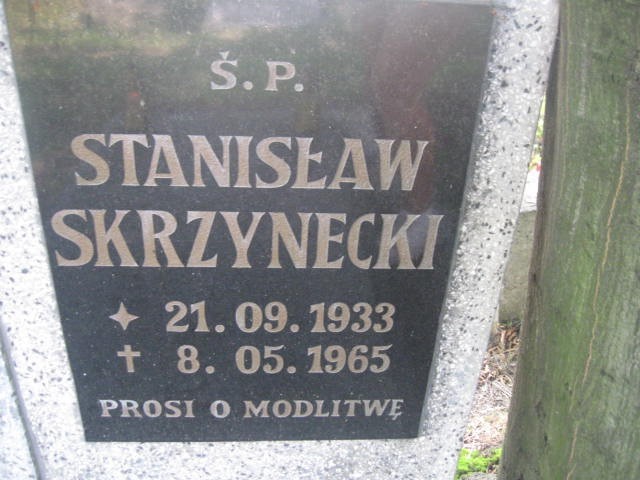 Ś.P.
STANISŁAW
SKRZYNECKI
✦ 21.09.1933
✝ 8.05.1965
PROSI O MODLITWĘ